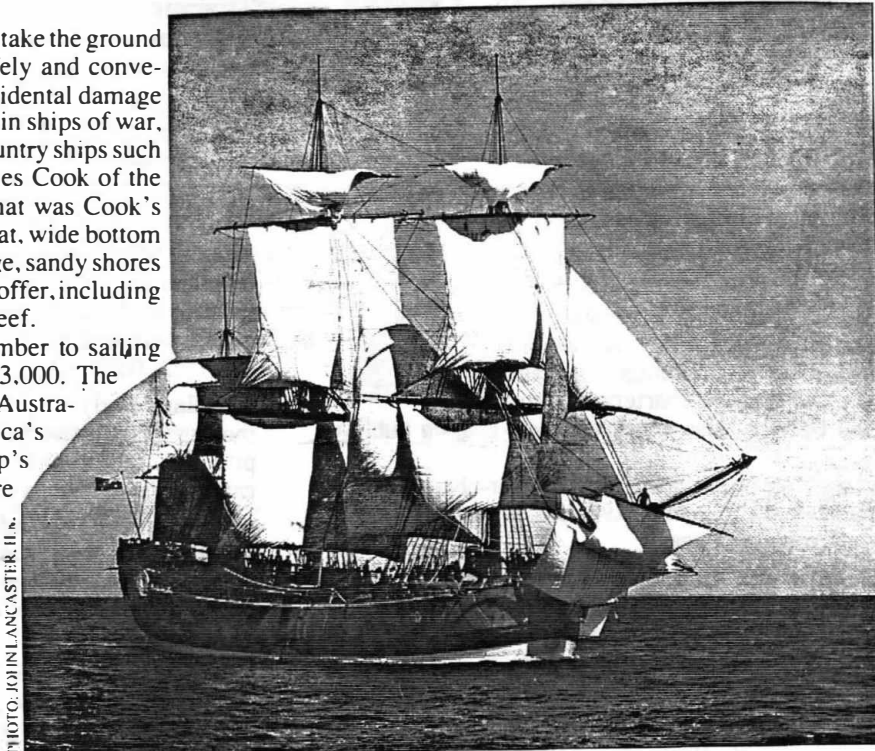 take the ground
ely and conve-
idental damage
in ships of war,
untry ships such
es Cook of the
nat was Cook's
at, wide bottom
e, sandy shores
offer, including
eef.
mber to sailing
3,000. The
Austra-
ca's
p's
re
PHOTO: JOHN LANCASTER,